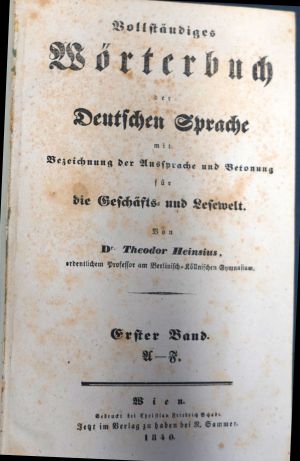 Vollständiges
Wörterbuch
der
Deutschen Sprache
mit
Bezeichnung der Aussprache und Betonung
für
die Geschäfts- und Lesewelt.
Von
Dr. Theodor Heinsius,
ordentlichem Professor am Berlinisch-Köllnischen Gymnasium.
Erster Band.
A—F.
Wien.
Gedruckt bei Christian Friedrich Schade.
Jetzt im Verlag zu haben bei R. Sammer.
1840.